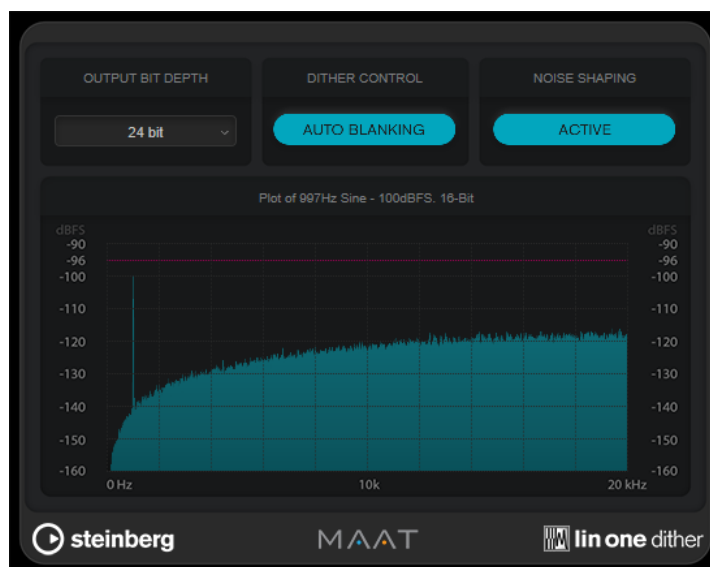 OUTPUT BIT DEPTH DITHER CONTROL NOISE SHAPING
24 bit AUTO BLANKING ACTIVE
Plot of 997Hz Sine - 100dBFS. 16-Bit
dBFS dBFS
-90 -90
-96 -96
-100 -100
-110 -110
-120 -120
-130 -130
-140 -140
-150 -150
-160 -160
0 Hz 10k 20 kHz
steinberg MAAT lin one dither